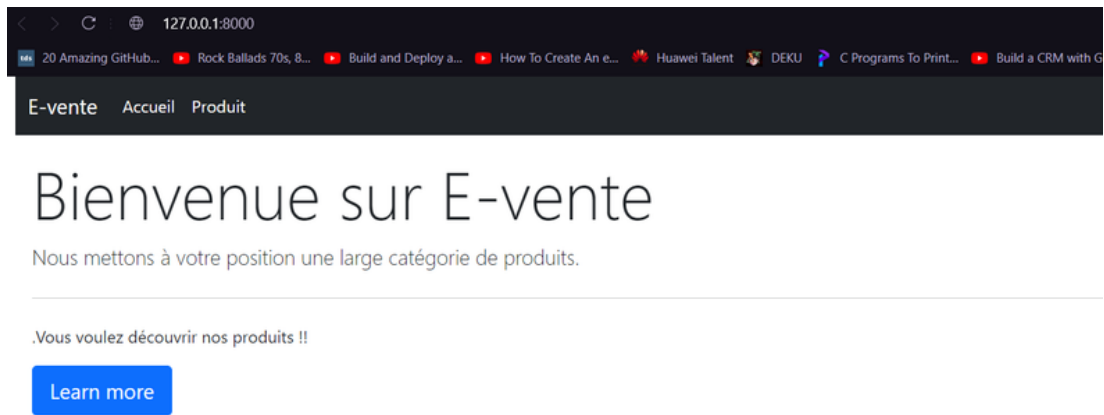 127.0.0.1:8000
tds 20 Amazing GitHub... Rock Ballads 70s, 8... Build and Deploy a... How To Create An e... Huawei Talent DEKU C Programs To Print... Build a CRM with G
E-vente Accueil Produit
Bienvenue sur E-vente
Nous mettons à votre position une large catégorie de produits.
.Vous voulez découvrir nos produits !!
Learn more